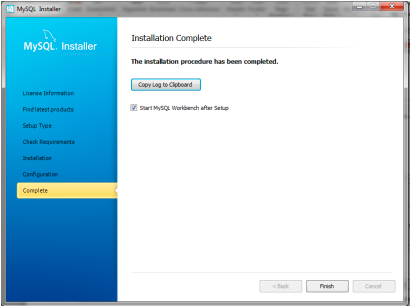 MySQL Installer
MySQL. Installer
License Information
Find latest products
Setup Type
Check Requirements
Installation
Configuration
Complete
Installation Complete
The installation procedure has been completed.
Copy Log to Clipboard
Start MySQL Workbench after Setup
< Back
Finish
Cancel